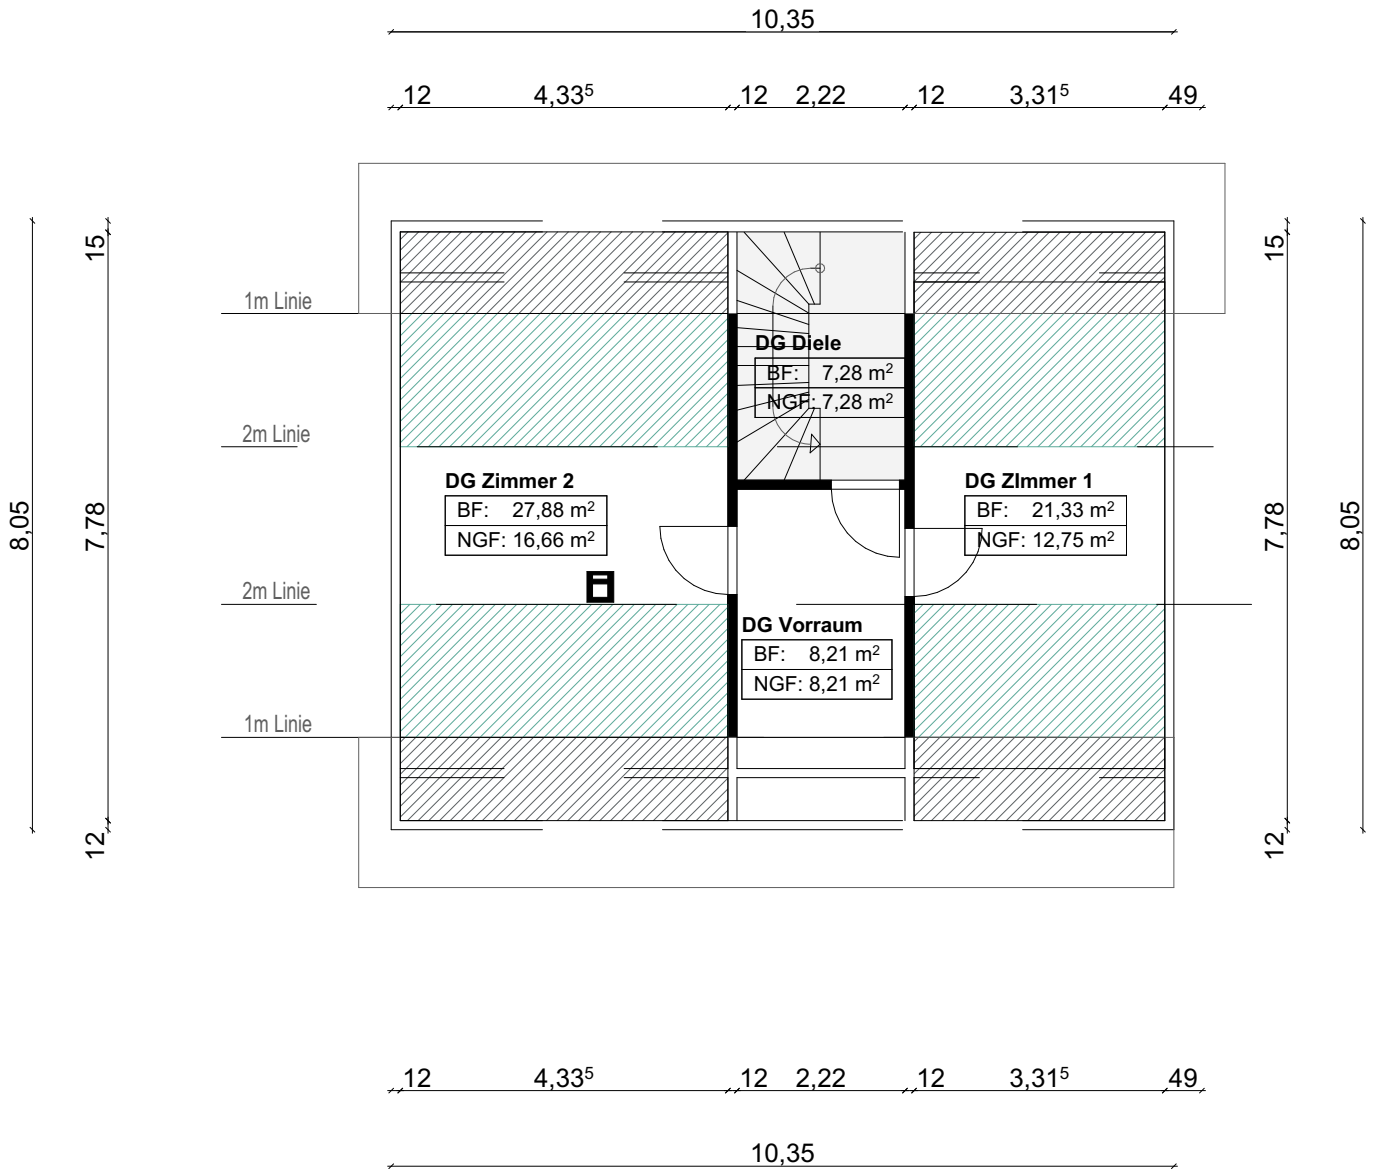 10,35
12 4,33⁵ 12 2,22 12 3,31⁵ 49
15
15
1m Linie
DG Diele
BF: 7,28 m²
NGF: 7,28 m²
2m Linie
DG Zimmer 2
BF: 27,88 m²
NGF: 16,66 m²
DG ZImmer 1
BF: 21,33 m²
NGF: 12,75 m²
8,05
7,78
7,78
8,05
2m Linie
DG Vorraum
BF: 8,21 m²
NGF: 8,21 m²
1m Linie
12
12
12 4,33⁵ 12 2,22 12 3,31⁵ 49
10,35